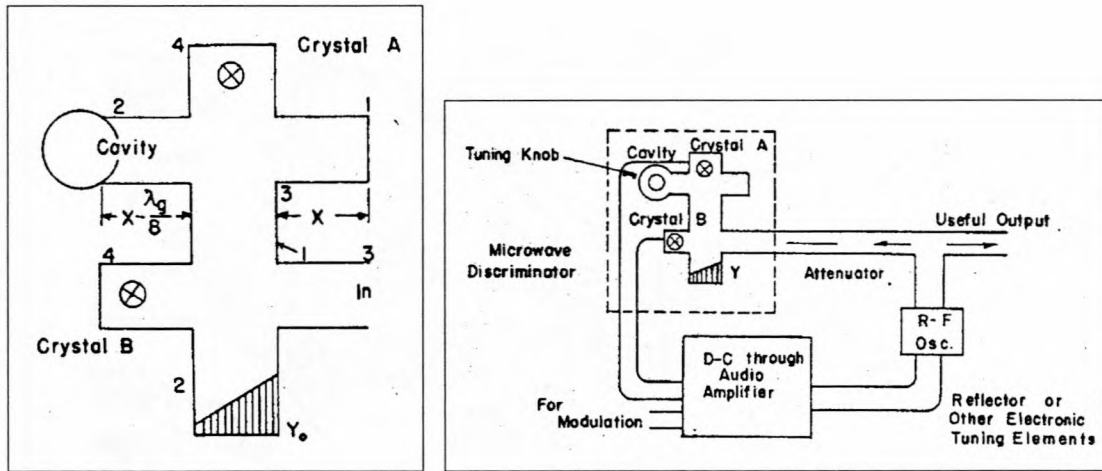 4
Crystal A
2
1
Cavity
3
X - λg/8
X
4
1
3
In
Crystal B
2
Y₀
Crystal A
Cavity
Tuning Knob
Crystal B
Useful Output
Microwave
Discriminator
Y
Attenuator
R-F
Osc.
D-C through
Audio
Amplifier
For
Modulation
Reflector or
Other Electronic
Tuning Elements